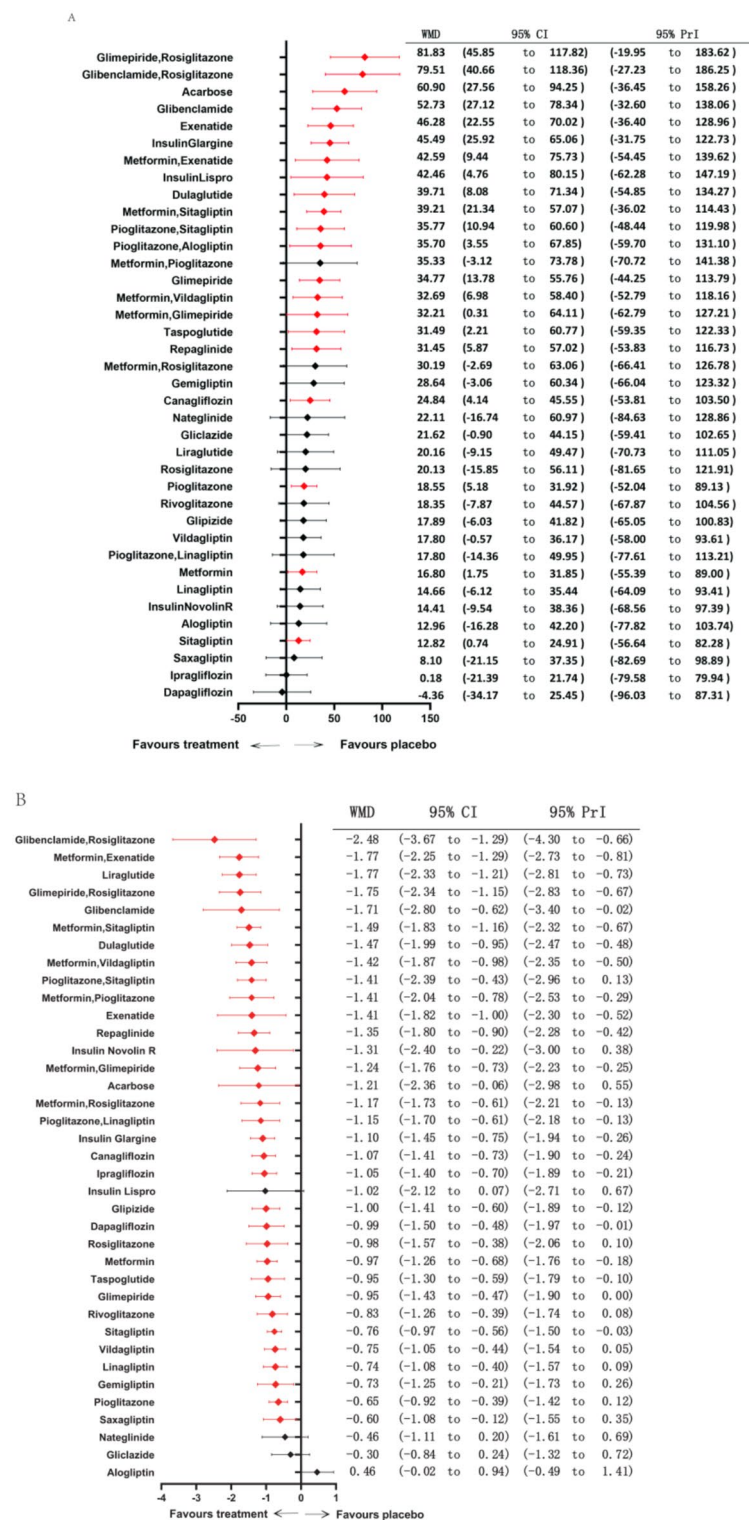 A
WMD 95% CI 95% PrI
Glimepiride,Rosiglitazone 81.83 (45.85 to 117.82) (-19.95 to 183.62 )
Glibenclamide,Rosiglitazone 79.51 (40.66 to 118.36) (-27.23 to 186.25 )
Acarbose 60.90 (27.56 to 94.25) (-36.45 to 158.26 )
Glibenclamide 52.73 (27.12 to 78.34 ) (-32.60 to 138.06 )
Exenatide 46.28 (22.55 to 70.02 ) (-36.40 to 128.96 )
InsulinGlargine 45.49 (25.92 to 65.06 ) (-31.75 to 122.73 )
Metformin,Exenatide 42.59 (9.44 to 75.73 ) (-54.45 to 139.62 )
InsulinLispro 42.46 (4.76 to 80.15 ) (-62.28 to 147.19 )
Dulaglutide 39.71 (8.08 to 71.34 ) (-54.85 to 134.27 )
Metformin,Sitagliptin 39.21 (21.34 to 57.07 ) (-36.02 to 114.43 )
Pioglitazone,Sitagliptin 35.77 (10.94 to 60.60 ) (-48.44 to 119.98 )
Pioglitazone,Alogliptin 35.70 (3.55 to 67.85) (-59.70 to 131.10 )
Metformin,Pioglitazone 35.33 (-3.12 to 73.78 ) (-70.72 to 141.38 )
Glimepiride 34.77 (13.78 to 55.76 ) (-44.25 to 113.79 )
Metformin,Vildagliptin 32.69 (6.98 to 58.40 ) (-52.79 to 118.16 )
Metformin,Glimepiride 32.21 (0.31 to 64.11 ) (-62.79 to 127.21 )
Taspoglutide 31.49 (2.21 to 60.77 ) (-59.35 to 122.33 )
Repaglinide 31.45 (5.87 to 57.02 ) (-53.83 to 116.73 )
Metformin,Rosiglitazone 30.19 (-2.69 to 63.06 ) (-66.41 to 126.78 )
Gemigliptin 28.64 (-3.06 to 60.34 ) (-66.04 to 123.32 )
Canagliflozin 24.84 (4.14 to 45.55 ) (-53.81 to 103.50 )
Nateglinide 22.11 (-16.74 to 60.97 ) (-84.63 to 128.86 )
Gliclazide 21.62 (-0.90 to 44.15 ) (-59.41 to 102.65 )
Liraglutide 20.16 (-9.15 to 49.47 ) (-70.73 to 111.05 )
Rosiglitazone 20.13 (-15.85 to 56.11 ) (-81.65 to 121.91 )
Pioglitazone 18.55 (5.18 to 31.92 ) (-52.04 to 89.13 )
Rivoglitazone 18.35 (-7.87 to 44.57 ) (-67.87 to 104.56 )
Glipizide 17.89 (-6.03 to 41.82 ) (-65.05 to 100.83 )
Vildagliptin 17.80 (-0.57 to 36.17 ) (-58.00 to 93.61 )
Pioglitazone,Linagliptin 17.80 (-14.36 to 49.95 ) (-77.61 to 113.21 )
Metformin 16.80 (1.75 to 31.85 ) (-55.39 to 89.00 )
Linagliptin 14.66 (-6.12 to 35.44 (-64.09 to 93.41 )
InsulinNovolinR 14.41 (-9.54 to 38.36 ) (-68.56 to 97.39 )
Alogliptin 12.96 (-16.28 to 42.20 ) (-77.82 to 103.74 )
Sitagliptin 12.82 (0.74 to 24.91 ) (-56.64 to 82.28 )
Saxagliptin 8.10 (-21.15 to 37.35 ) (-82.69 to 98.89 )
Ipragliflozin 0.18 (-21.39 to 21.74 ) (-79.58 to 79.94 )
Dapagliflozin -4.36 (-34.17 to 25.45 ) (-96.03 to 87.31 )
-50 0 50 100 150
Favours treatment Favours placebo
B
WMD 95% CI 95% PrI
Glibenclamide,Rosiglitazone -2.48 (-3.67 to -1.29) (-4.30 to -0.66)
Metformin,Exenatide -1.77 (-2.25 to -1.29) (-2.73 to -0.81)
Liraglutide -1.77 (-2.33 to -1.21) (-2.81 to -0.73)
Glimepiride,Rosiglitazone -1.75 (-2.34 to -1.15) (-2.83 to -0.67)
Glibenclamide -1.71 (-2.80 to -0.62) (-3.40 to -0.02)
Metformin,Sitagliptin -1.49 (-1.83 to -1.16) (-2.32 to -0.67)
Dulaglutide -1.47 (-1.99 to -0.95) (-2.47 to -0.48)
Metformin,Vildagliptin -1.42 (-1.87 to -0.98) (-2.35 to -0.50)
Pioglitazone,Sitagliptin -1.41 (-2.39 to -0.43) (-2.96 to 0.13)
Metformin,Pioglitazone -1.41 (-2.04 to -0.78) (-2.53 to -0.29)
Exenatide -1.41 (-1.82 to -1.00) (-2.30 to -0.52)
Repaglinide -1.35 (-1.80 to -0.90) (-2.28 to -0.42)
Insulin Novolin R -1.31 (-2.40 to -0.22) (-3.00 to 0.38)
Metformin,Glimepiride -1.24 (-1.76 to -0.73) (-2.23 to -0.25)
Acarbose -1.21 (-2.36 to -0.06) (-2.98 to 0.55)
Metformin,Rosiglitazone -1.17 (-1.73 to -0.61) (-2.21 to -0.13)
Pioglitazone,Linagliptin -1.15 (-1.70 to -0.61) (-2.18 to -0.13)
Insulin Glargine -1.10 (-1.45 to -0.75) (-1.94 to -0.26)
Canagliflozin -1.07 (-1.41 to -0.73) (-1.90 to -0.24)
Ipragliflozin -1.05 (-1.40 to -0.70) (-1.89 to -0.21)
Insulin Lispro -1.02 (-2.12 to 0.07) (-2.71 to 0.67)
Glipizide -1.00 (-1.41 to -0.60) (-1.89 to -0.12)
Dapagliflozin -0.99 (-1.50 to -0.48) (-1.97 to -0.01)
Rosiglitazone -0.98 (-1.57 to -0.38) (-2.06 to 0.10)
Metformin -0.97 (-1.26 to -0.68) (-1.76 to -0.18)
Taspoglutide -0.95 (-1.30 to -0.59) (-1.79 to -0.10)
Glimepiride -0.95 (-1.43 to -0.47) (-1.90 to 0.00)
Rivoglitazone -0.83 (-1.26 to -0.39) (-1.74 to 0.08)
Sitagliptin -0.76 (-0.97 to -0.56) (-1.50 to -0.03)
Vildagliptin -0.75 (-1.05 to -0.44) (-1.54 to 0.05)
Linagliptin -0.74 (-1.08 to -0.40) (-1.57 to 0.09)
Gemigliptin -0.73 (-1.25 to -0.21) (-1.73 to 0.26)
Pioglitazone -0.65 (-0.92 to -0.39) (-1.42 to 0.12)
Saxagliptin -0.60 (-1.08 to -0.12) (-1.55 to 0.35)
Nateglinide -0.46 (-1.11 to 0.20) (-1.61 to 0.69)
Gliclazide -0.30 (-0.84 to 0.24) (-1.32 to 0.72)
Alogliptin 0.46 (-0.02 to 0.94) (-0.49 to 1.41)
-4 -3 -2 -1 0 1
Favours treatment Favours placebo